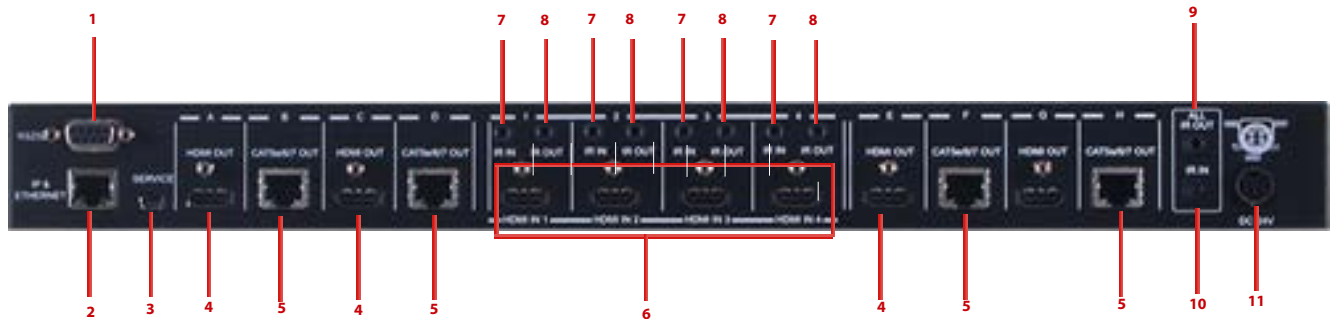 1 7 8 7 8 7 8 7 8 9
A B C D 1 2 3 4 E F G H ALL
IR OUT
HDMI OUT CAT5e/6/7 OUT HDMI OUT CAT5e/6/7 OUT IR IN IR OUT IR IN IR OUT IR IN IR OUT IR IN IR OUT HDMI OUT CAT5e/6/7 OUT HDMI OUT CAT5e/6/7 OUT
IR IN
IP &
ETHERNET
SERVICE
HDMI IN 1 HDMI IN 2 HDMI IN 3 HDMI IN 4
2 3 4 5 4 5 6 4 5 5 10 11